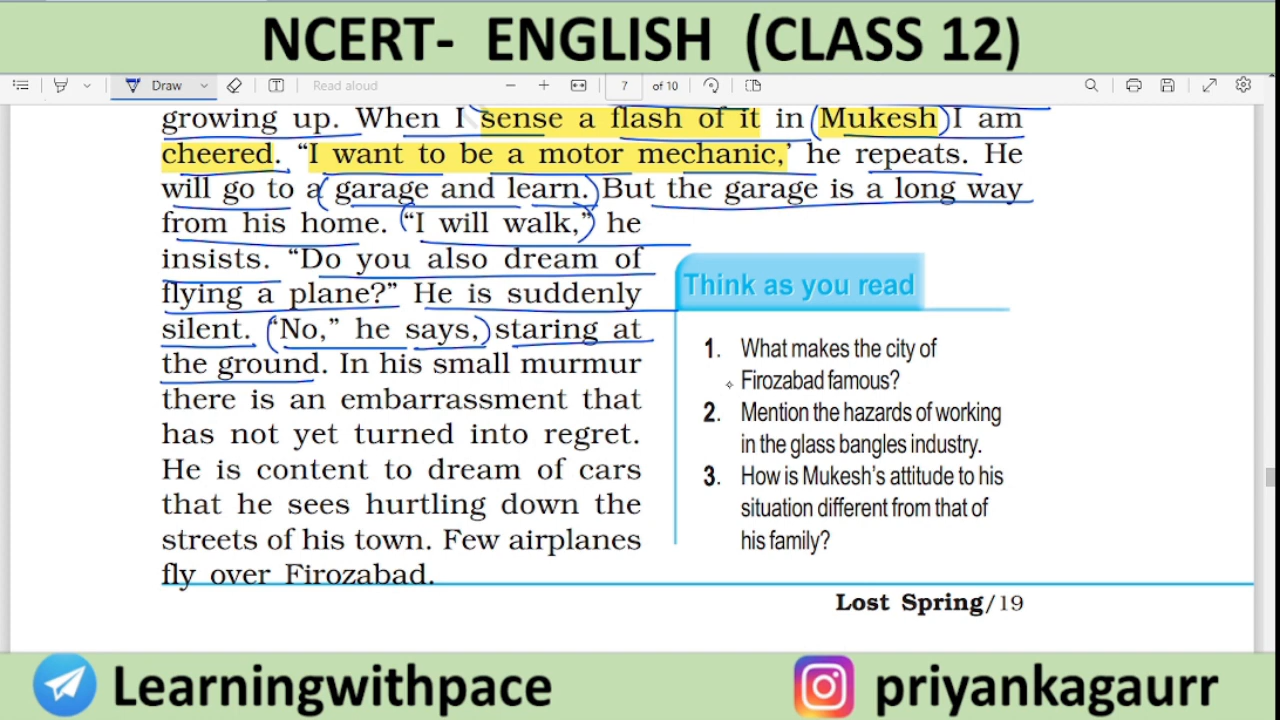 NCERT- ENGLISH (CLASS 12)
Draw
Read aloud
7
of 10
growing up. When I sense a flash of it in Mukesh I am
cheered. “I want to be a motor mechanic,’ he repeats. He
will go to a garage and learn. But the garage is a long way
from his home. “I will walk,” he
insists. “Do you also dream of
flying a plane?” He is suddenly
silent. “No,” he says, staring at
the ground. In his small murmur
there is an embarrassment that
has not yet turned into regret.
He is content to dream of cars
that he sees hurtling down the
streets of his town. Few airplanes
fly over Firozabad.
Think as you read
1. What makes the city of
Firozabad famous?
2. Mention the hazards of working
in the glass bangles industry.
3. How is Mukesh’s attitude to his
situation different from that of
his family?
Lost Spring/19
Learningwithpace
priyankagaurr